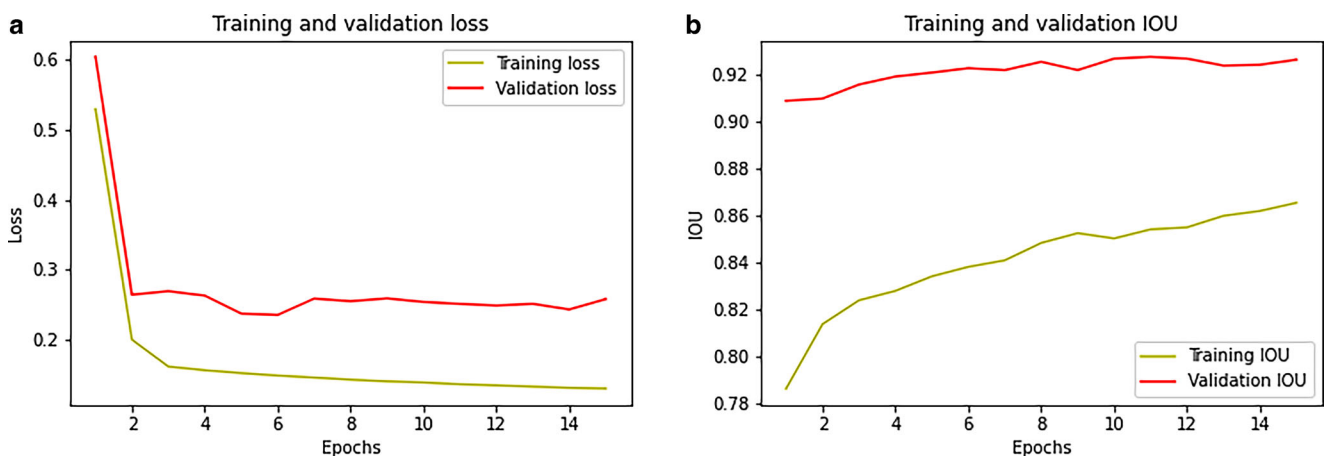 a
Training and validation loss
0.6
0.5
0.4
0.3
0.2
Loss
Training loss
Validation loss
2 4 6 8 10 12 14
Epochs
b
Training and validation IOU
0.92
0.90
0.88
0.86
0.84
0.82
0.80
0.78
IOU
Training IOU
Validation IOU
2 4 6 8 10 12 14
Epochs